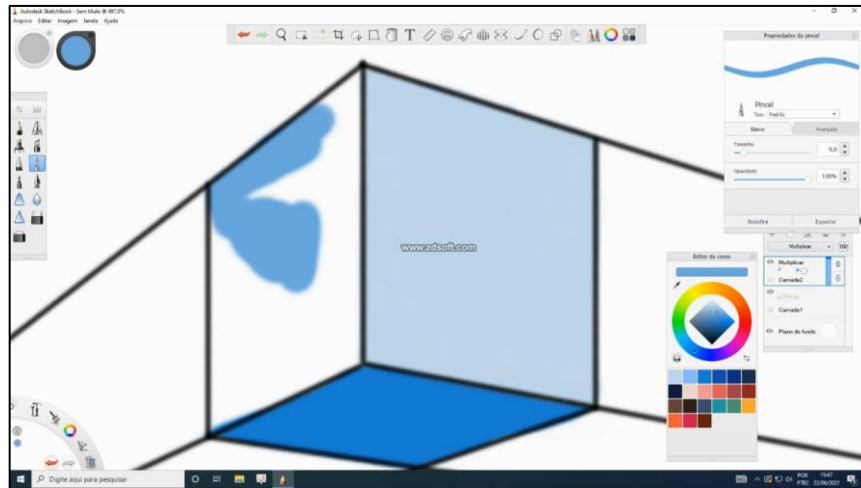 Autodesk SketchBook - Sem título @ 497,0%
Arquivo Editar Imagem Janela Ajuda
T
Propriedades do pincel
Pincel
Tipo: Padrão
Básico Avançado
Tamanho
9,0
Opacidade
100%
Redefinir Exportar
www.zdsoft.com
Editor de cores
Multiplicar 100
Multiplicar
Camada2
Camada1
Plano de fundo
Digite aqui para pesquisar
POR 15:47
PTB2 22/06/2022